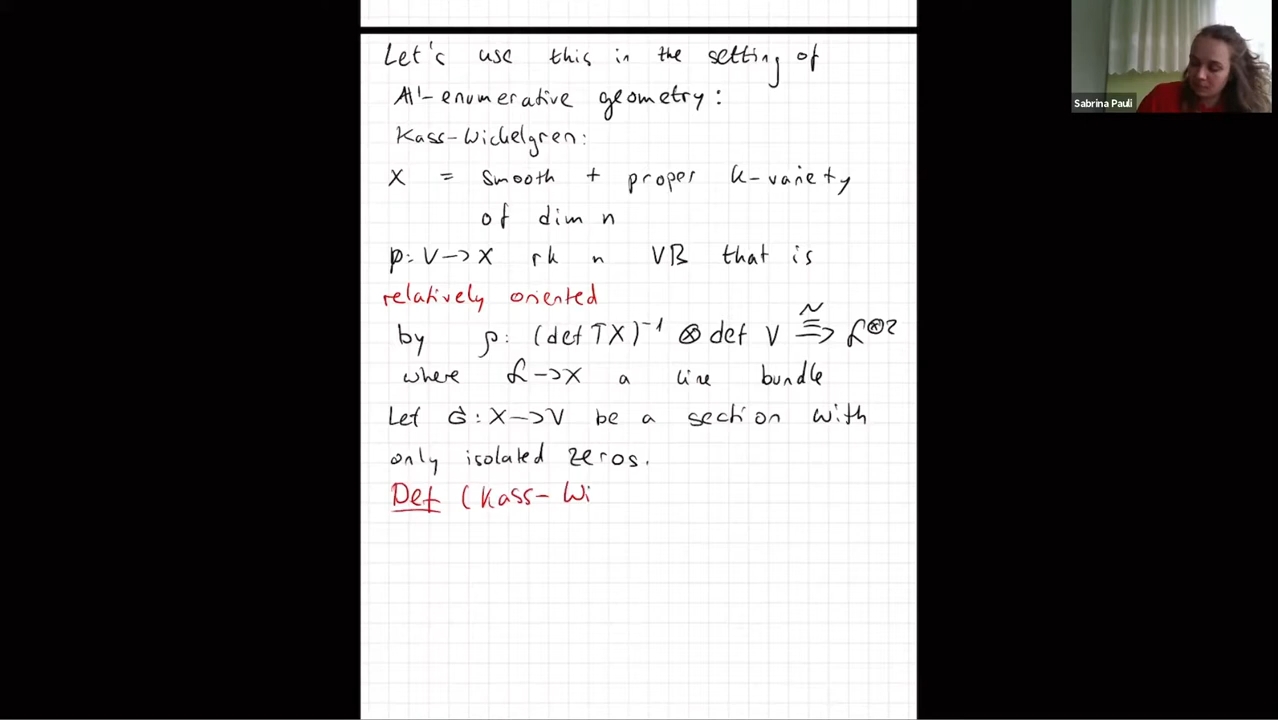 Let's use this in the setting of
A¹-enumerative geometry:
Kass-Wickelgren:
X = smooth + proper k-variety
of dim n
p: V → X rk n VB that is
relatively oriented
by ρ: (det TX)⁻¹ ⊗ det V ≅→ ℒ^⊗2
where ℒ → X a line bundle
Let σ: X → V be a section with
only isolated zeros.
Def (Kass-Wi
Sabrina Pauli